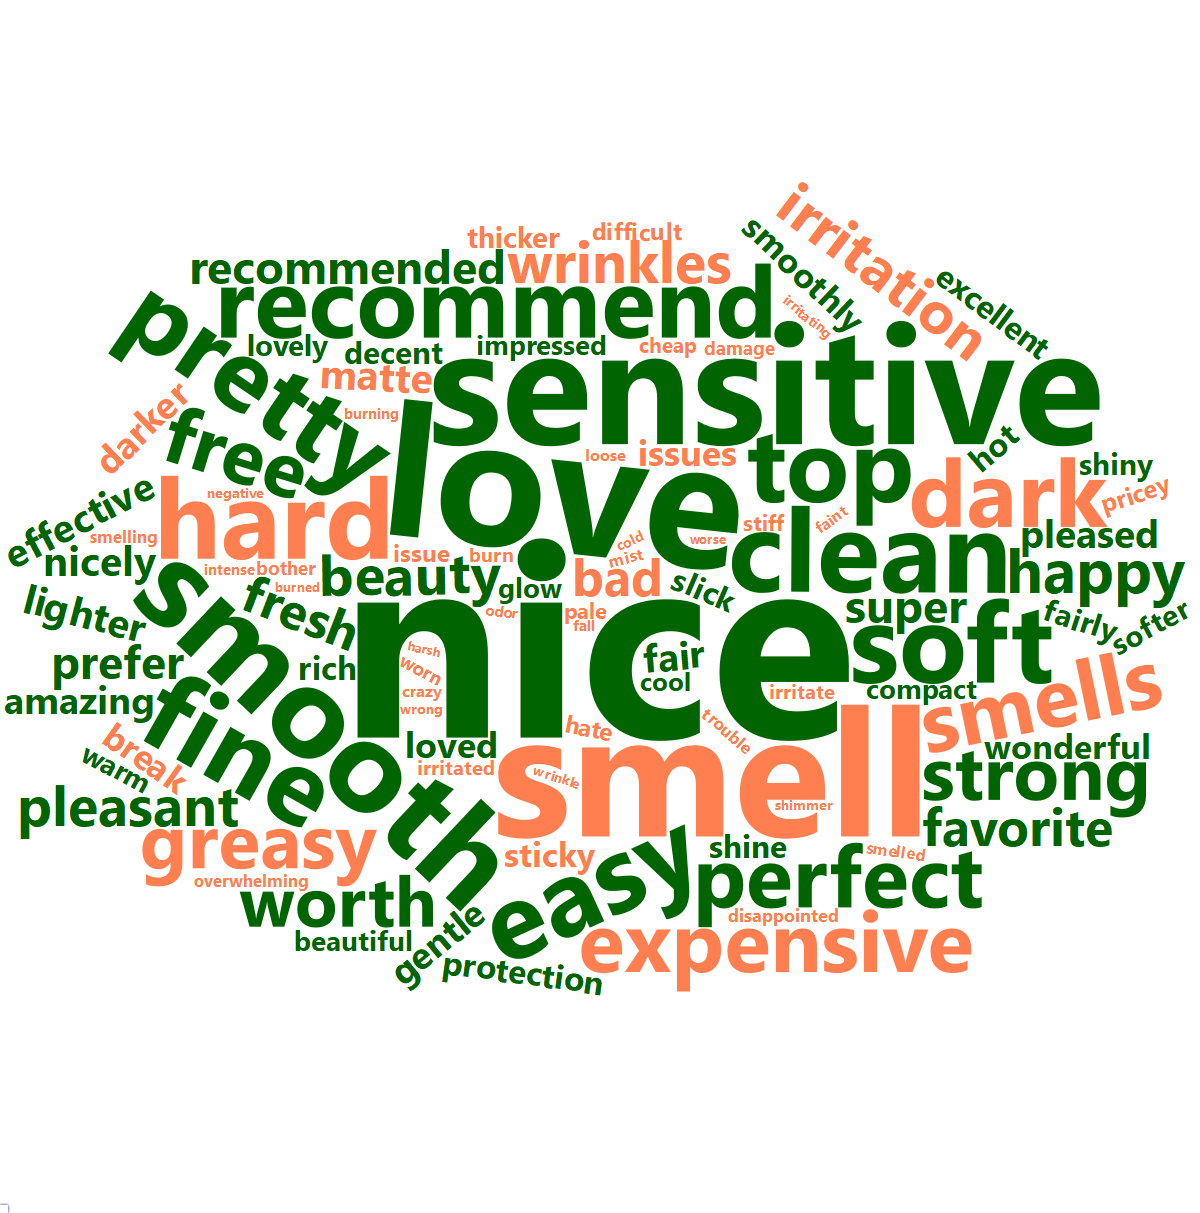 irritation
thicker
difficult
smoothly
recommended
wrinkles
excellent
recommend
irritating
pretty
lovely
decent
impressed
cheap
damage
matte
sensitive
darker
burning
free
love
loose
issues
top
hot
shiny
effective
negative
hard
dark
pricey
smelling
stiff
faint
nicely
issue
burn
cold
mist
worse
clean
pleased
intense
bother
burned
beauty
glow
bad
slick
happy
lighter
smooth
fresh
nice
odor
pale
fall
super
fairly
softer
prefer
rich
harsh
worn
crazy
wrong
fair
cool
soft
irritate
compact
smells
amazing
fine
break
warm
loved
irritated
hate
trouble
wrinkle
smell
shimmer
wonderful
strong
pleasant
greasy
overwhelming
sticky
shine
smelled
favorite
worth
easy
perfect
beautiful
gentle
protection
disappointed
expensive